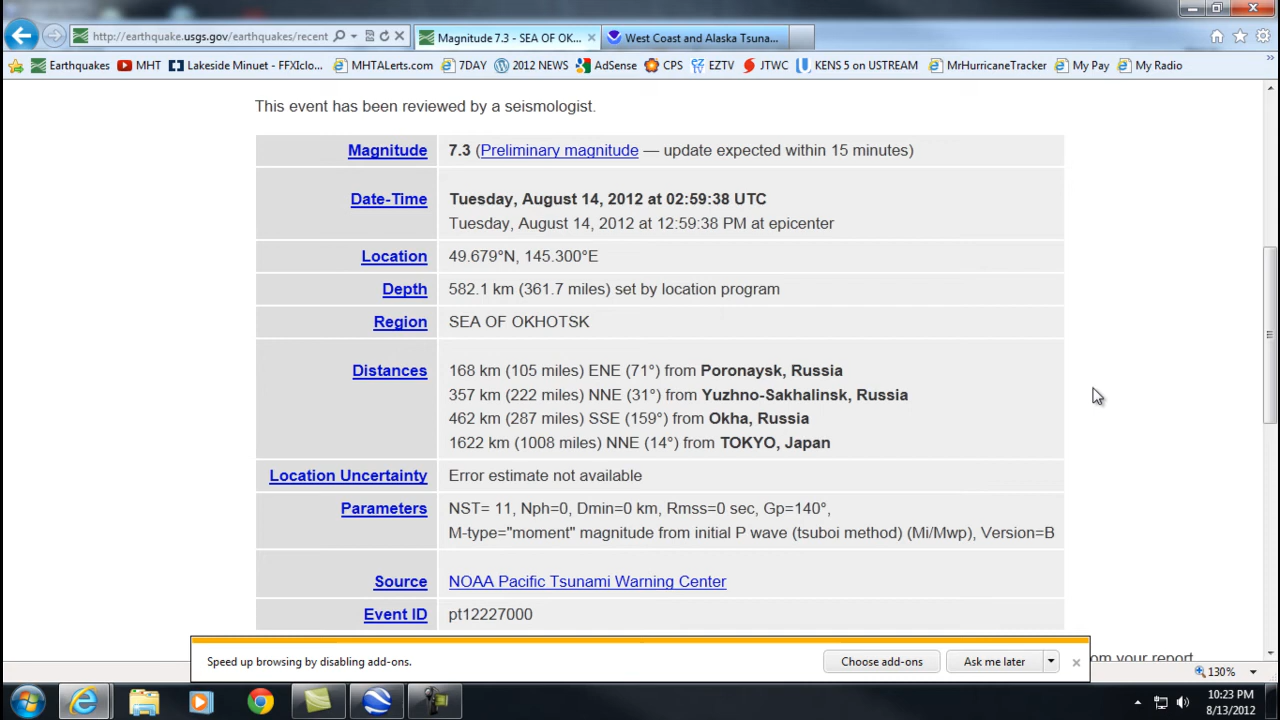 http://earthquake.usgs.gov/earthquakes/recent
Magnitude 7.3 - SEA OF OK...
West Coast and Alaska Tsuna...
Earthquakes
MHT
Lakeside Minuet - FFXIclo...
MHTALerts.com
7DAY
2012 NEWS
AdSense
CPS
EZTV
JTWC
KENS 5 on USTREAM
MrHurricaneTracker
My Pay
My Radio
This event has been reviewed by a seismologist.
Magnitude 7.3 (Preliminary magnitude — update expected within 15 minutes)
Date-Time Tuesday, August 14, 2012 at 02:59:38 UTC
Tuesday, August 14, 2012 at 12:59:38 PM at epicenter
Location 49.679°N, 145.300°E
Depth 582.1 km (361.7 miles) set by location program
Region SEA OF OKHOTSK
Distances 168 km (105 miles) ENE (71°) from Poronaysk, Russia
357 km (222 miles) NNE (31°) from Yuzhno-Sakhalinsk, Russia
462 km (287 miles) SSE (159°) from Okha, Russia
1622 km (1008 miles) NNE (14°) from TOKYO, Japan
Location Uncertainty Error estimate not available
Parameters NST= 11, Nph=0, Dmin=0 km, Rmss=0 sec, Gp=140°,
M-type="moment" magnitude from initial P wave (tsuboi method) (Mi/Mwp), Version=B
Source NOAA Pacific Tsunami Warning Center
Event ID pt12227000
om your report
Speed up browsing by disabling add-ons.
Choose add-ons
Ask me later
130%
10:23 PM
8/13/2012